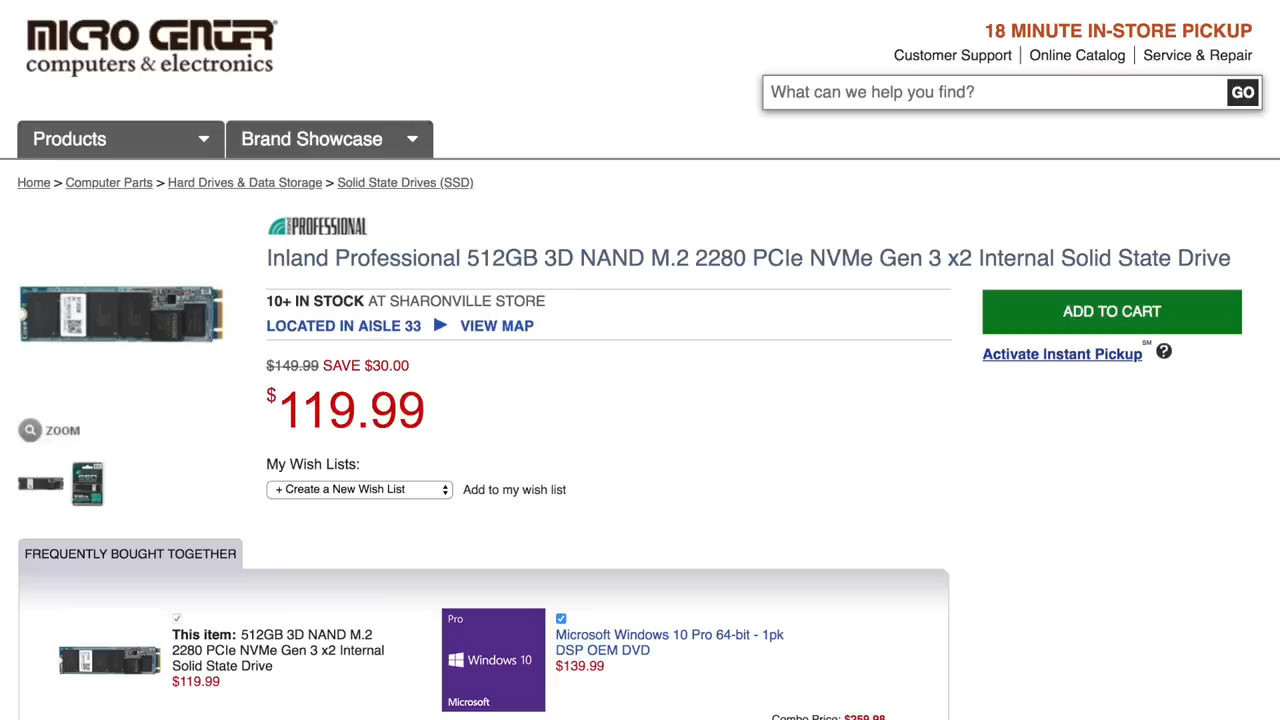 MICRO CENTER
computers & electronics
18 MINUTE IN-STORE PICKUP
Customer Support | Online Catalog | Service & Repair
What can we help you find? GO
Products Brand Showcase
Home > Computer Parts > Hard Drives & Data Storage > Solid State Drives (SSD)
PROFESSIONAL
Inland Professional 512GB 3D NAND M.2 2280 PCIe NVMe Gen 3 x2 Internal Solid State Drive
10+ IN STOCK AT SHARONVILLE STORE
LOCATED IN AISLE 33 ▶ VIEW MAP
ADD TO CART
Activate Instant Pickup SM ?
$149.99 SAVE $30.00
$119.99
ZOOM
My Wish Lists:
+ Create a New Wish List Add to my wish list
FREQUENTLY BOUGHT TOGETHER
This item: 512GB 3D NAND M.2
2280 PCIe NVMe Gen 3 x2 Internal
Solid State Drive
$119.99
Pro
Windows 10
Microsoft
Microsoft Windows 10 Pro 64-bit - 1pk
DSP OEM DVD
$139.99
Combo Price: $259.98